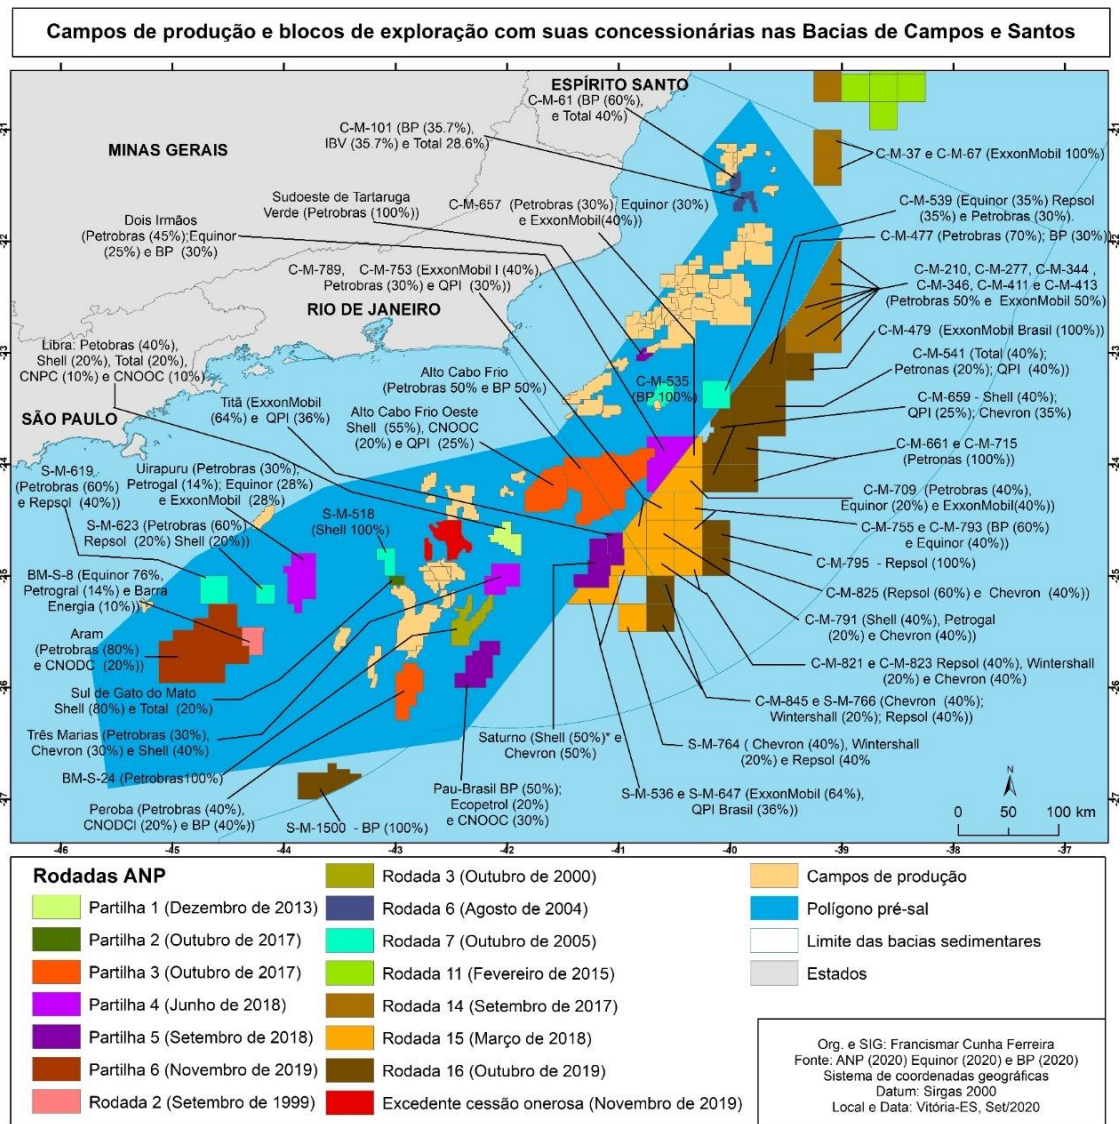 Campos de produção e blocos de exploração com suas concessionárias nas Bacias de Campos e Santos
ESPÍRITO SANTO
C-M-61 (BP (60%),
e Total 40%)
C-M-101 (BP (35.7%),
IBV (35.7%) e Total 28.6%)
MINAS GERAIS
C-M-37 e C-M-67 (ExxonMobil 100%)
Sudoeste de Tartaruga
Verde (Petrobras (100%))
C-M-657 (Petrobras (30%); Equinor (30%)
e ExxonMobil(40%))
C-M-539 (Equinor (35%) Repsol
(35%) e Petrobras (30%).
Dois Irmãos
(Petrobras (45%);Equinor
(25%) e BP (30%)
C-M-477 (Petrobras (70%); BP (30%))
C-M-789, C-M-753 (ExxonMobil I (40%),
Petrobras (30%) e QPI (30%))
C-M-210, C-M-277, C-M-344 ,
C-M-346, C-M-411 e C-M-413
(Petrobras 50% e ExxonMobil 50%)
RIO DE JANEIRO
Libra: Petobras (40%),
Shell (20%), Total (20%),
CNPC (10%) e CNOOC (10%)
C-M-479 (ExxonMobil Brasil (100%))
C-M-541 (Total (40%);
Petronas (20%); QPI (40%))
Alto Cabo Frio
(Petrobras 50% e BP 50%)
C-M-535
(BP 100%)
Titã (ExxonMobil
(64%) e QPI (36%)
C-M-659 - Shell (40%);
QPI (25%); Chevron (35%)
SÃO PAULO
Alto Cabo Frio Oeste
Shell (55%), CNOOC
(20%) e QPI (25%)
C-M-661 e C-M-715
(Petronas (100%))
S-M-619
(Petrobras (60%)
e Repsol (40%))
Uirapuru (Petrobras (30%);
Petrogal (14%); Equinor (28%)
e ExxonMobil (28%)
C-M-709 (Petrobras (40%),
Equinor (20%) e ExxonMobil(40%))
S-M-623 (Petrobras (60%)
Repsol (20%) Shell (20%))
S-M-518
(Shell 100%)
C-M-755 e C-M-793 (BP (60%)
e Equinor (40%))
C-M-795 - Repsol (100%)
BM-S-8 (Equinor 76%,
Petrogral (14%) e Barra
Energia (10%))
C-M-825 (Repsol (60%) e Chevron (40%))
C-M-791 (Shell (40%), Petrogal
(20%) e Chevron (40%))
Aram
(Petrobras (80%)
e CNODC (20%))
C-M-821 e C-M-823 Repsol (40%), Wintershall
(20%) e Chevron (40%)
Sul de Gato do Mato
Shell (80%) e Total (20%)
C-M-845 e S-M-766 (Chevron (40%);
Wintershall (20%); Repsol (40%))
Três Marias (Petrobras (30%),
Chevron (30%) e Shell (40%)
Saturno (Shell (50%)* e
Chevron (50%)
S-M-764 ( Chevron (40%), Wintershall
(20%) e Repsol (40%
BM-S-24 (Petrobras100%)
Pau-Brasil BP (50%);
Ecopetrol (20%)
e CNOOC (30%)
S-M-536 e S-M-647 (ExxonMobil (64%),
QPI Brasil (36%))
Peroba (Petrobras (40%),
CNODCI (20%) e BP (40%))
S-M-1500 - BP (100%)
N
0 50 100 km
-21
-22
-23
-24
-25
-26
-27
-21
-22
-23
-24
-25
-26
-27
-46 -45 -44 -43 -42 -41 -40 -39 -38 -37
Rodadas ANP
Partilha 1 (Dezembro de 2013)
Partilha 2 (Outubro de 2017)
Partilha 3 (Outubro de 2017)
Partilha 4 (Junho de 2018)
Partilha 5 (Setembro de 2018)
Partilha 6 (Novembro de 2019)
Rodada 2 (Setembro de 1999)
Rodada 3 (Outubro de 2000)
Rodada 6 (Agosto de 2004)
Rodada 7 (Outubro de 2005)
Rodada 11 (Fevereiro de 2015)
Rodada 14 (Setembro de 2017)
Rodada 15 (Março de 2018)
Rodada 16 (Outubro de 2019)
Excedente cessão onerosa (Novembro de 2019)
Campos de produção
Polígono pré-sal
Limite das bacias sedimentares
Estados
Org. e SIG: Francismar Cunha Ferreira
Fonte: ANP (2020) Equinor (2020) e BP (2020)
Sistema de coordenadas geográficas
Datum: Sirgas 2000
Local e Data: Vitória-ES, Set/2020